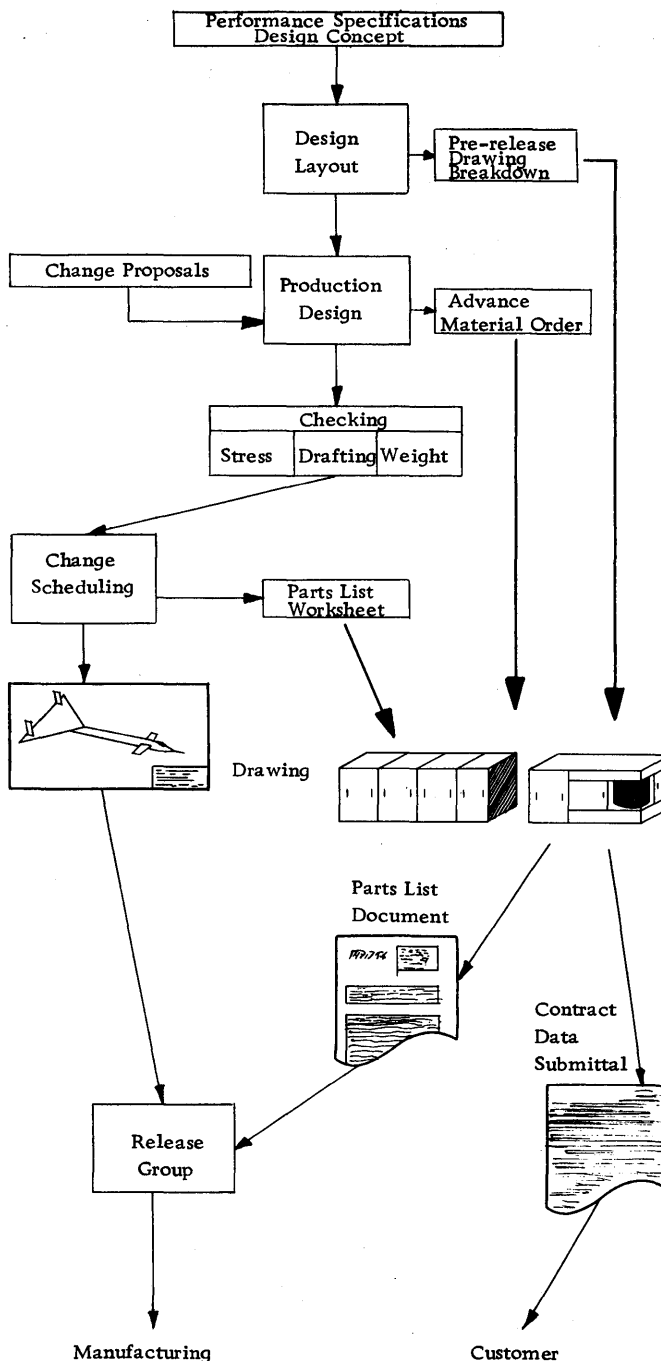 Performance Specifications
Design Concept
Design
Layout
Pre-release
Drawing
Breakdown
Change Proposals
Production
Design
Advance
Material Order
Checking
Stress
Drafting
Weight
Change
Scheduling
Parts List
Worksheet
Drawing
Parts List
Document
Contract
Data
Submittal
Release
Group
Manufacturing
Customer